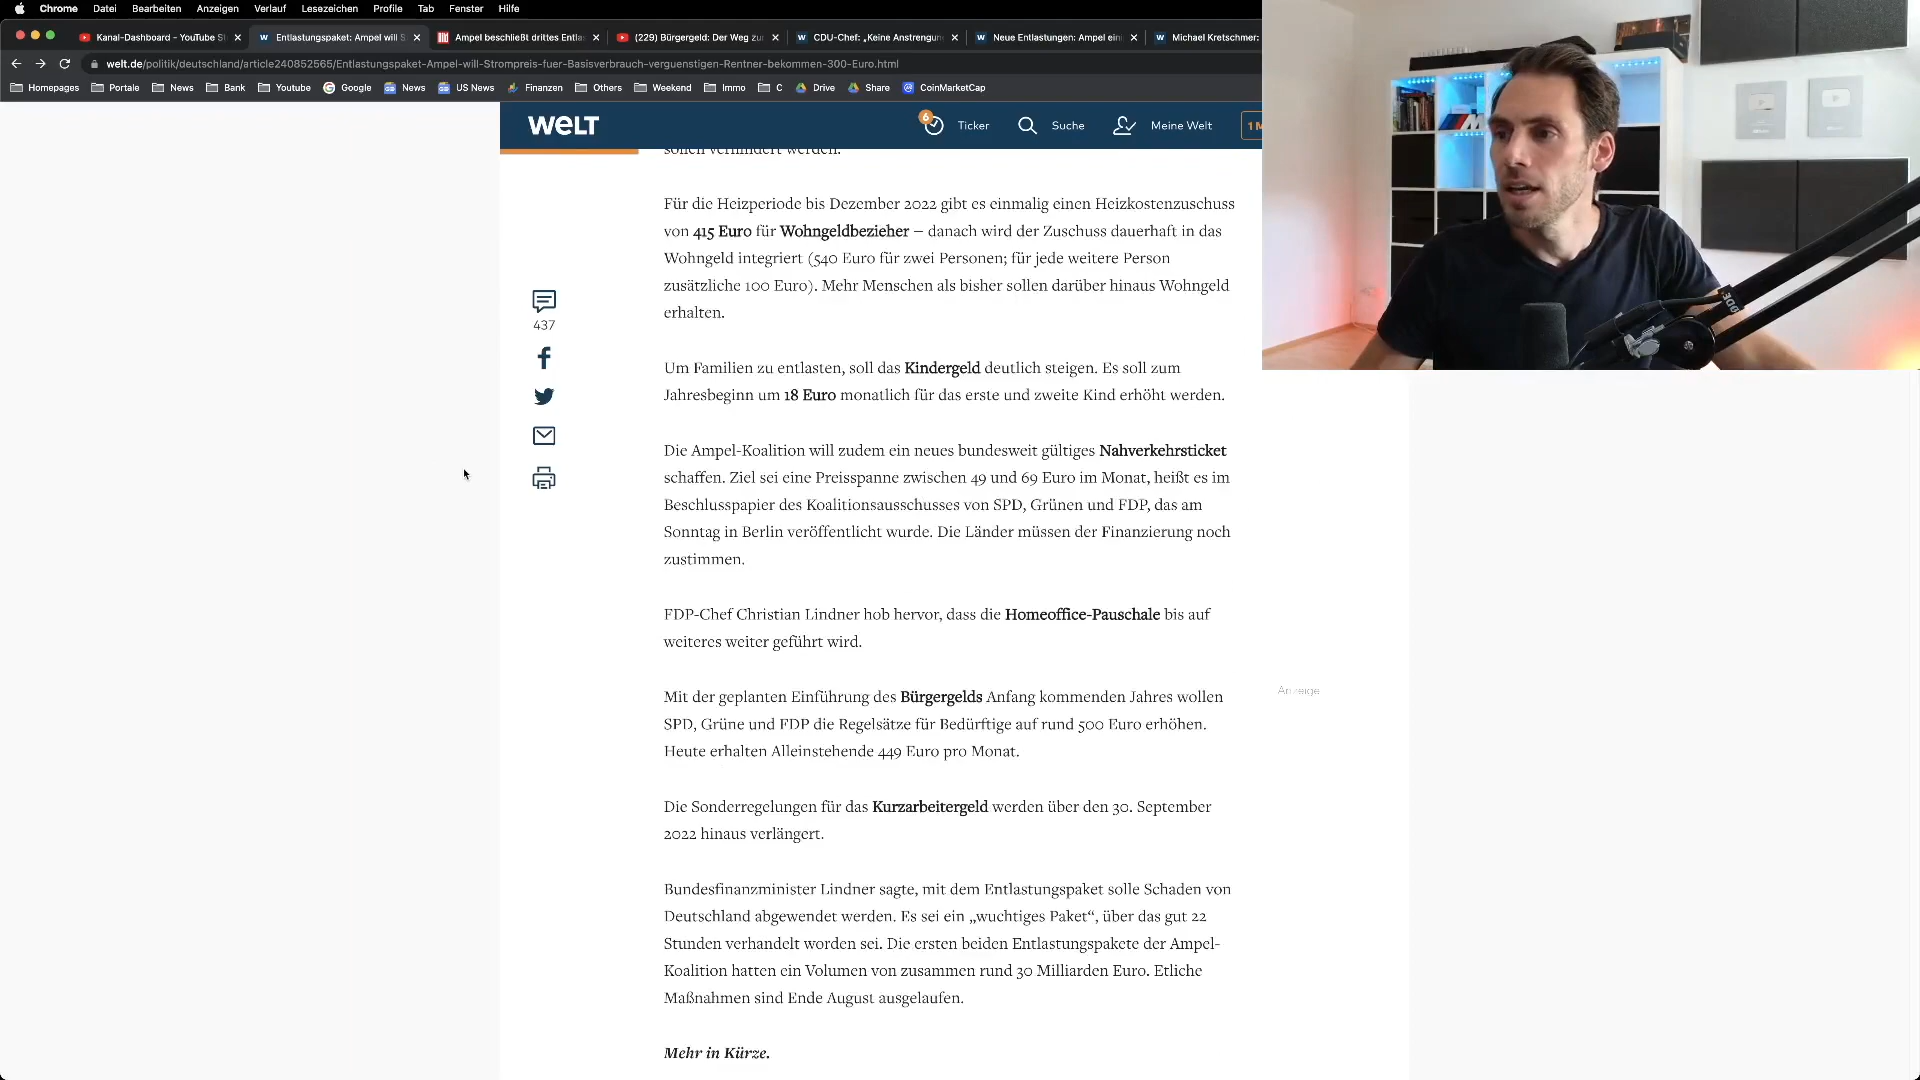 Chrome Datei Bearbeiten Anzeigen Verlauf Lesezeichen Profile Tab Fenster Hilfe
Kanal-Dashboard – YouTube S Entlastungspaket: Ampel will S Ampel beschließt drittes Entla (229) Bürgergeld: Der Weg zu CDU-Chef: „Keine Anstrengun Neue Entlastungen: Ampel ein Michael Kretschmer:
welt.de/politik/deutschland/article240852565/Entlastungspaket-Ampel-will-Strompreis-fuer-Basisverbrauch-verguenstigen-Rentner-bekommen-300-Euro.html
Homepages Portale News Bank Youtube Google News US News Finanzen Others Weekend Immo C Drive Share CoinMarketCap
WELT 6 Ticker Suche Meine Welt 1 M
sollen verhindert werden.
Für die Heizperiode bis Dezember 2022 gibt es einmalig einen Heizkostenzuschuss
von 415 Euro für Wohngeldbezieher – danach wird der Zuschuss dauerhaft in das
Wohngeld integriert (540 Euro für zwei Personen; für jede weitere Person
zusätzliche 100 Euro). Mehr Menschen als bisher sollen darüber hinaus Wohngeld
erhalten.
437
Um Familien zu entlasten, soll das Kindergeld deutlich steigen. Es soll zum
Jahresbeginn um 18 Euro monatlich für das erste und zweite Kind erhöht werden.
Die Ampel-Koalition will zudem ein neues bundesweit gültiges Nahverkehrsticket
schaffen. Ziel sei eine Preisspanne zwischen 49 und 69 Euro im Monat, heißt es im
Beschlusspapier des Koalitionsausschusses von SPD, Grünen und FDP, das am
Sonntag in Berlin veröffentlicht wurde. Die Länder müssen der Finanzierung noch
zustimmen.
FDP-Chef Christian Lindner hob hervor, dass die Homeoffice-Pauschale bis auf
weiteres weiter geführt wird.
Anzeige
Mit der geplanten Einführung des Bürgergelds Anfang kommenden Jahres wollen
SPD, Grüne und FDP die Regelsätze für Bedürftige auf rund 500 Euro erhöhen.
Heute erhalten Alleinstehende 449 Euro pro Monat.
Die Sonderregelungen für das Kurzarbeitergeld werden über den 30. September
2022 hinaus verlängert.
Bundesfinanzminister Lindner sagte, mit dem Entlastungspaket solle Schaden von
Deutschland abgewendet werden. Es sei ein „wuchtiges Paket“, über das gut 22
Stunden verhandelt worden sei. Die ersten beiden Entlastungspakete der Ampel-
Koalition hatten ein Volumen von zusammen rund 30 Milliarden Euro. Etliche
Maßnahmen sind Ende August ausgelaufen.
Mehr in Kürze.